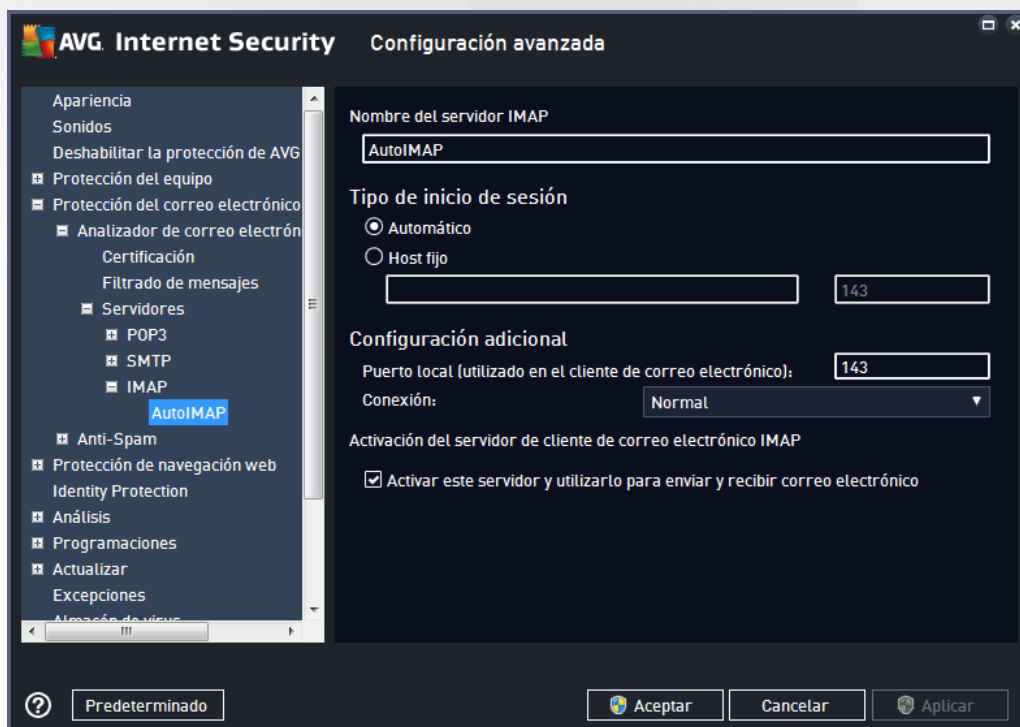 AVG. Internet Security Configuración avanzada
Apariencia
Sonidos
Deshabilitar la protección de AVG
Protección del equipo
Protección del correo electrónico
Analizador de correo electrón
Certificación
Filtrado de mensajes
Servidores
POP3
SMTP
IMAP
AutoIMAP
Anti-Spam
Protección de navegación web
Identity Protection
Análisis
Programaciones
Actualizar
Excepciones
Almacén de virus
Nombre del servidor IMAP
AutoIMAP
Tipo de inicio de sesión
Automático
Host fijo
143
Configuración adicional
Puerto local (utilizado en el cliente de correo electrónico): 143
Conexión: Normal
Activación del servidor de cliente de correo electrónico IMAP
Activar este servidor y utilizarlo para enviar y recibir correo electrónico
Predeterminado Aceptar Cancelar Aplicar